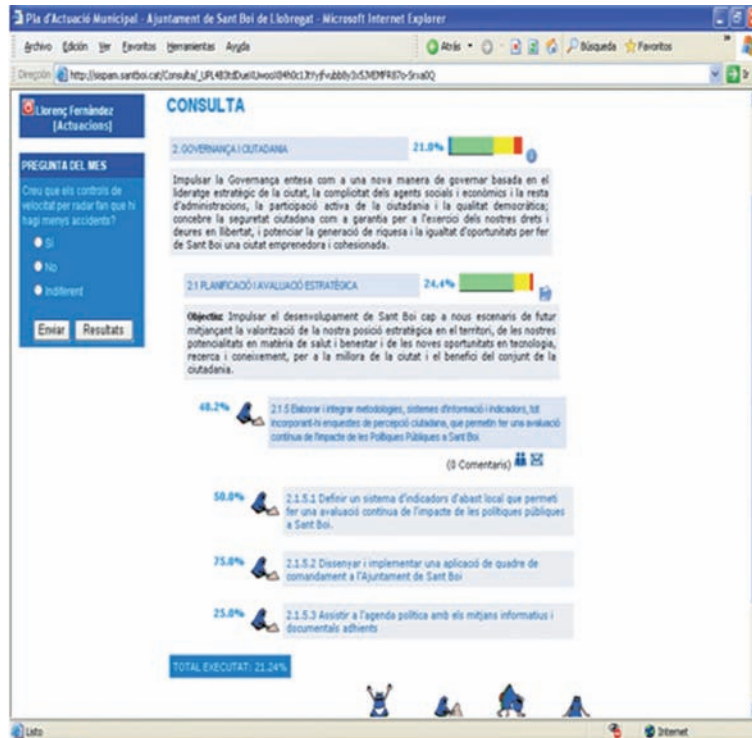 Pla d'Actuació Municipal - Ajuntament de Sant Boi de Llobregat - Microsoft Internet Explorer
Archivo Edición Ver Favoritos Herramientas Ayuda
Atrás Búsqueda Favoritos
Dirección
Ir
Llorenç Fernández
[Actuacions]
PREGUNTA DEL MES
Creu que els controls de
velocitat per radar fan que hi
hagi menys accidents?
Sí
No
Indiferent
Enviar Resultats
CONSULTA
2. GOVERNANÇA I CIUTADANIA 21.0%
Impulsar la Governança entesa com a una nova manera de governar basada en el
lideratge estratègic de la ciutat, la complicitat dels agents socials i econòmics i la resta
d'administracions, la participació activa de la ciutadania i la qualitat democràtica;
concebre la seguretat ciutadana com a garantia per a l'exercici dels nostres drets i
deures en llibertat, i potenciar la generació de riquesa i la igualtat d'oportunitats per fer
de Sant Boi una ciutat emprenedora i cohesionada.
2.1 PLANIFICACIÓ I AVALUACIÓ ESTRATÈGICA 24.4%
Objectiu: Impulsar el desenvolupament de Sant Boi cap a nous escenaris de futur
mitjançant la valorització de la nostra posició estratègica en el territori, de les nostres
potencialitats en matèria de salut i benestar i de les noves oportunitats en tecnologia,
recerca i coneixement, per a la millora de la ciutat i el benefici del conjunt de la
ciutadania.
48.2% 2.1.5 Elaborar i integrar metodologies, sistemes d'informació i indicadors, tot
incorporant-hi enquestes de percepció ciutadana, que permetin fer una avaluació
contínua de l'impacte de les Polítiques Públiques a Sant Boi
(0 Comentaris)
50.0% 2.1.5.1 Definir un sistema d'indicadors d'abast local que permeti
fer una avaluació contínua de l'impacte de les polítiques públiques
a Sant Boi.
75.0% 2.1.5.2 Dissenyar i implementar una aplicació de quadre de
comandament a l'Ajuntament de Sant Boi
25.0% 2.1.5.3 Assistir a l'agenda política amb els mitjans informatius i
documentals adhients
TOTAL EXECUTAT: 21.24%
Listo Internet